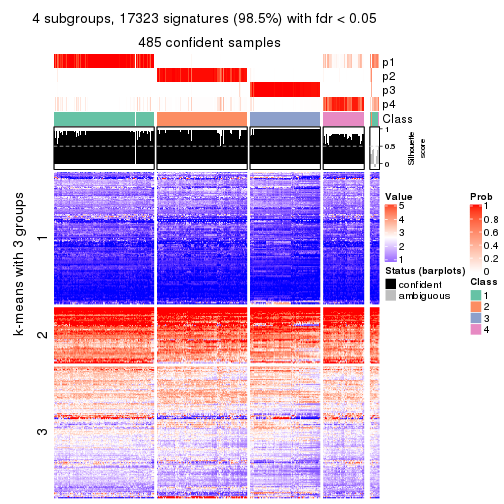 4 subgroups, 17323 signatures (98.5%) with fdr < 0.05
485 confident samples
p1
p2
p3
p4
Class
1
0.5
0
Silhouette
score
k-means with 3 groups
1
2
3
Value
5
4
3
2
1
Status (barplots)
confident
ambiguous
Prob
1
0.8
0.6
0.4
0.2
0
Class
1
2
3
4